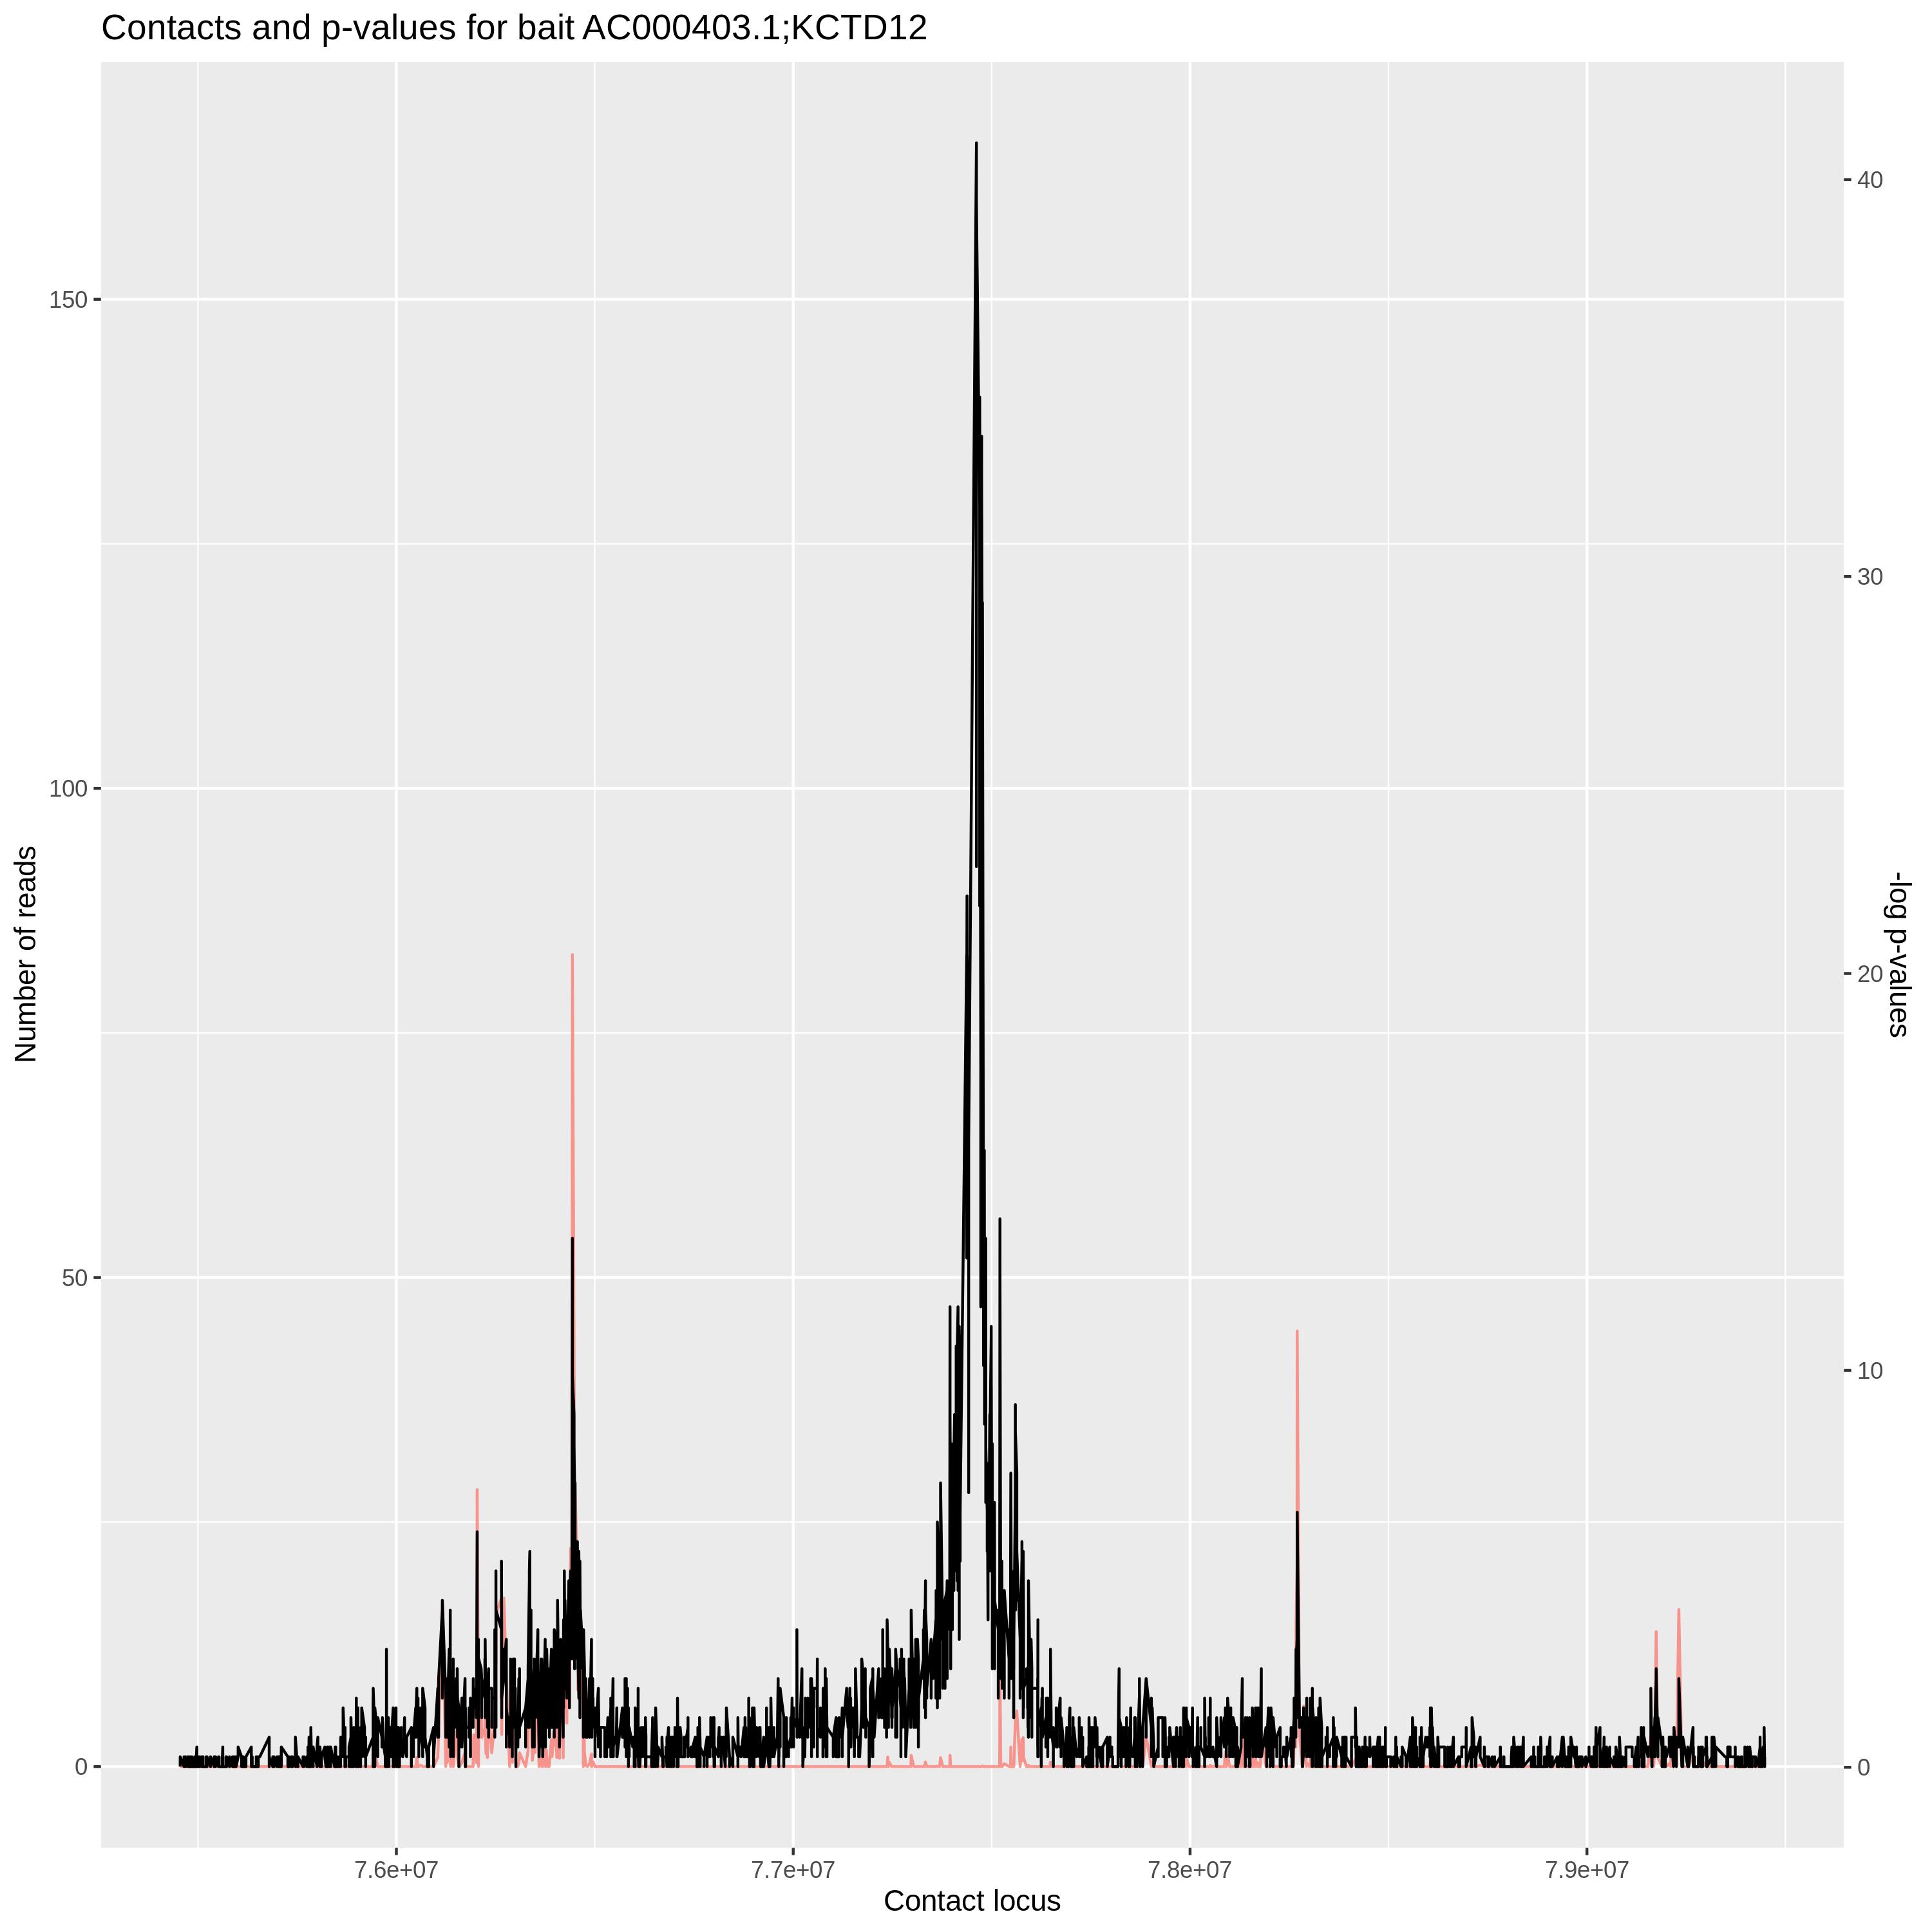 Contacts and p-values for bait AC000403.1;KCTD12
150
100
50
0
Number of reads
40
30
20
10
0
-log p-values
7.6e+07
7.7e+07
7.8e+07
7.9e+07
Contact locus